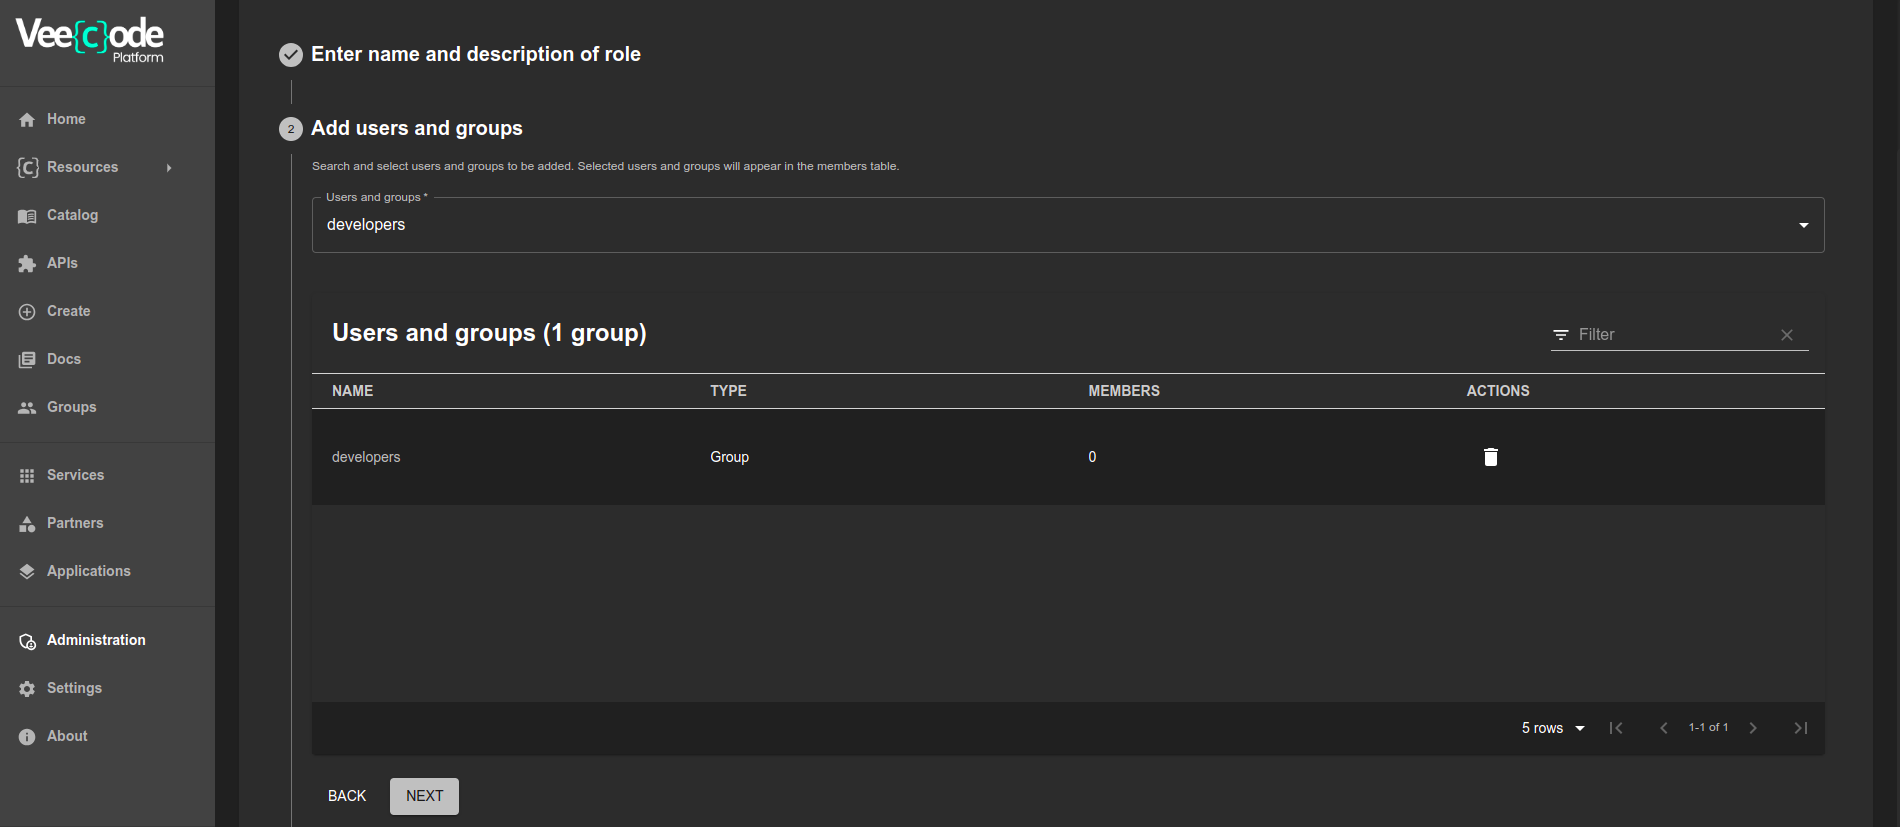 Vee{c}ode
Platform
Home
Resources
Catalog
APIs
Create
Docs
Groups
Services
Partners
Applications
Administration
Settings
About
Enter name and description of role
2
Add users and groups
Search and select users and groups to be added. Selected users and groups will appear in the members table.
Users and groups *
developers
Users and groups (1 group)
Filter
NAME TYPE MEMBERS ACTIONS
developers Group 0
5 rows 1-1 of 1
BACK NEXT